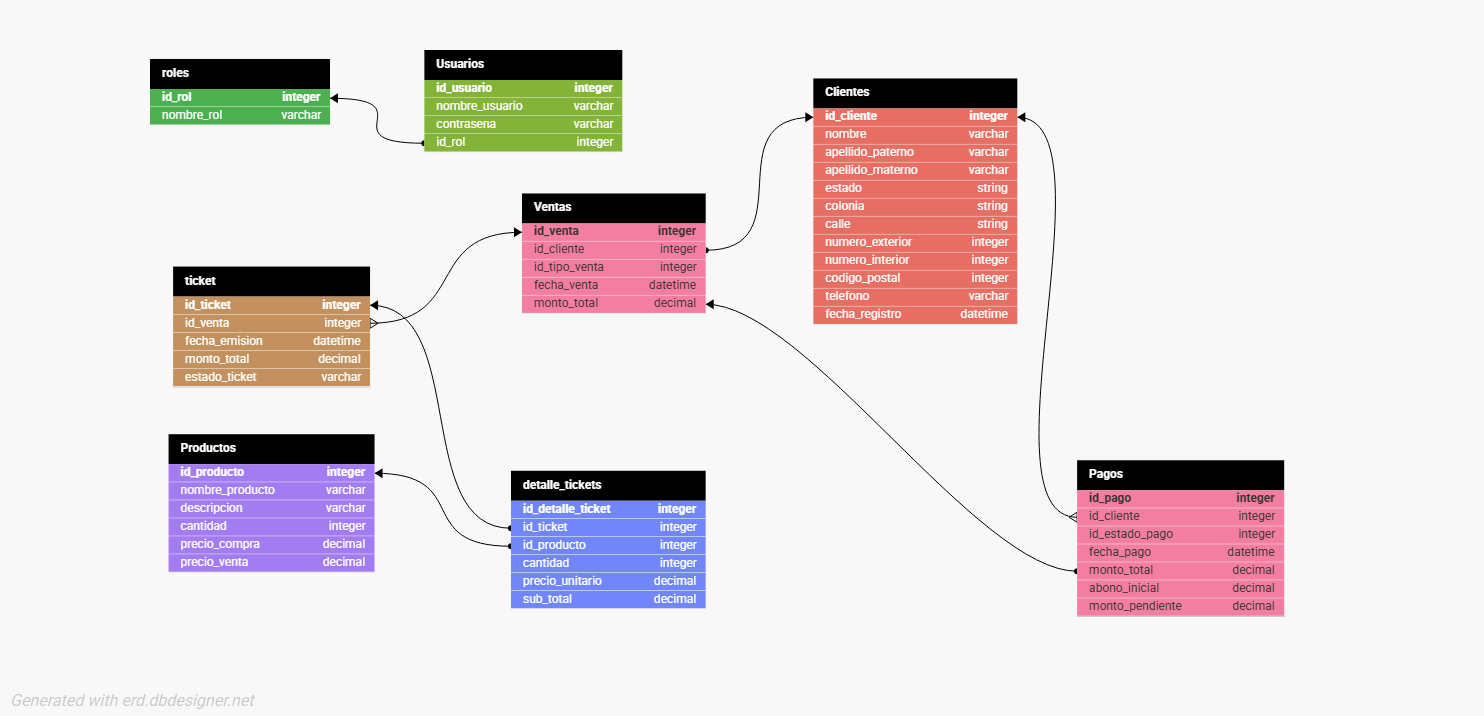 roles
id_rol integer
nombre_rol varchar
Usuarios
id_usuario integer
nombre_usuario varchar
contrasena varchar
id_rol integer
Clientes
id_cliente integer
nombre varchar
apellido_paterno varchar
apellido_materno varchar
estado string
colonia string
calle string
numero_exterior integer
numero_interior integer
codigo_postal integer
telefono varchar
fecha_registro datetime
Ventas
id_venta integer
id_cliente integer
id_tipo_venta integer
fecha_venta datetime
monto_total decimal
ticket
id_ticket integer
id_venta integer
fecha_emision datetime
monto_total decimal
estado_ticket varchar
Productos
id_producto integer
nombre_producto varchar
descripcion varchar
cantidad integer
precio_compra decimal
precio_venta decimal
detalle_tickets
id_detalle_ticket integer
id_ticket integer
id_producto integer
cantidad integer
precio_unitario decimal
sub_total decimal
Pagos
id_pago integer
id_cliente integer
id_estado_pago integer
fecha_pago datetime
monto_total decimal
abono_inicial decimal
monto_pendiente decimal
Generated with erd.dbdesigner.net